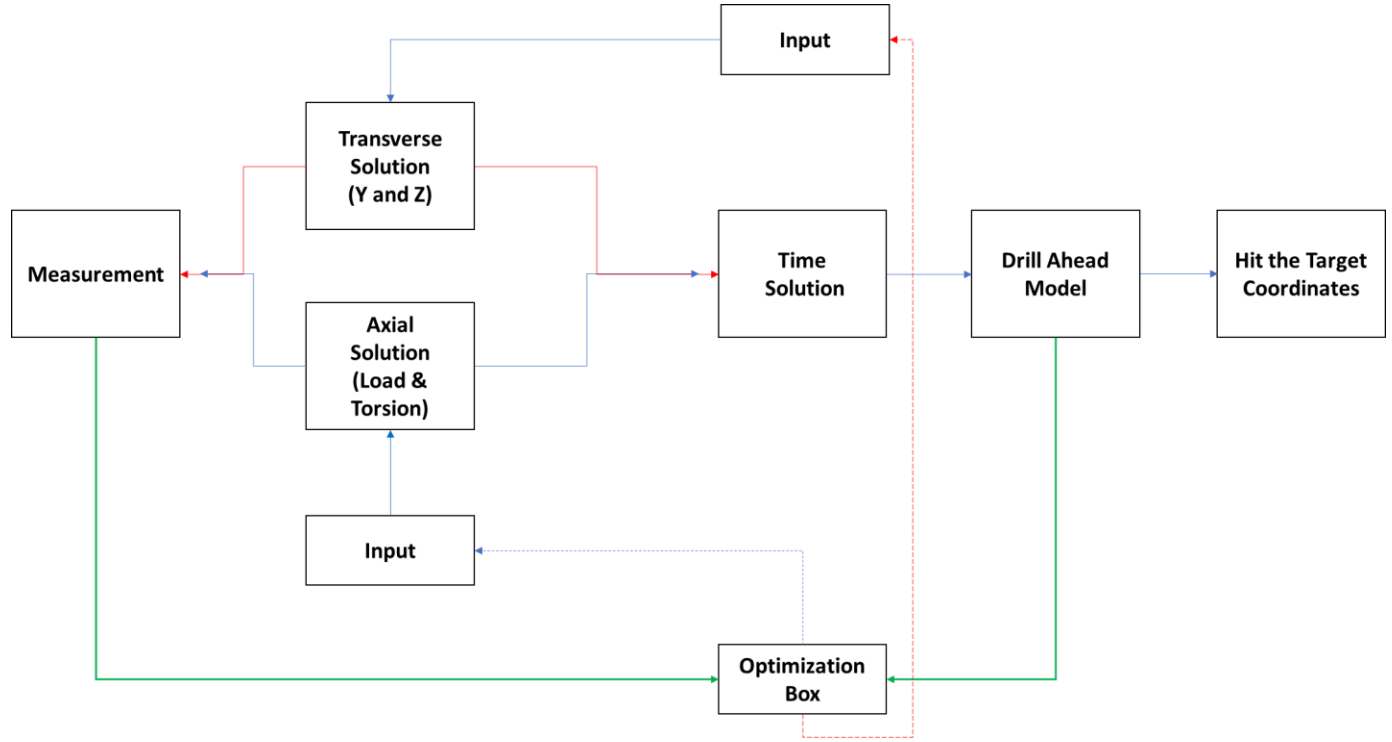 Input
Transverse
Solution
(Y and Z)
Measurement
Time
Solution
Drill Ahead
Model
Hit the Target
Coordinates
Axial
Solution
(Load &
Torsion)
Input
Optimization
Box